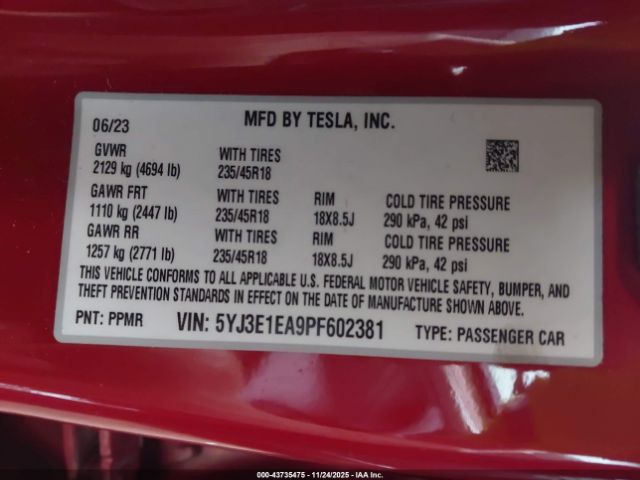 06/23 MFD BY TESLA, INC.
GVWR WITH TIRES
2129 kg (4694 lb) 235/45R18
GAWR FRT WITH TIRES RIM COLD TIRE PRESSURE
1110 kg (2447 lb) 235/45R18 18X8.5J 290 kPa, 42 psi
GAWR RR WITH TIRES RIM COLD TIRE PRESSURE
1257 kg (2771 lb) 235/45R18 18X8.5J 290 kPa, 42 psi
THIS VEHICLE CONFORMS TO ALL APPLICABLE U.S. FEDERAL MOTOR VEHICLE SAFETY, BUMPER, AND
THEFT PREVENTION STANDARDS IN EFFECT ON THE DATE OF MANUFACTURE SHOWN ABOVE.
PNT: PPMR VIN: 5YJ3E1EA9PF602381 TYPE: PASSENGER CAR
000-43735475 - 11/24/2025 - IAA Inc.